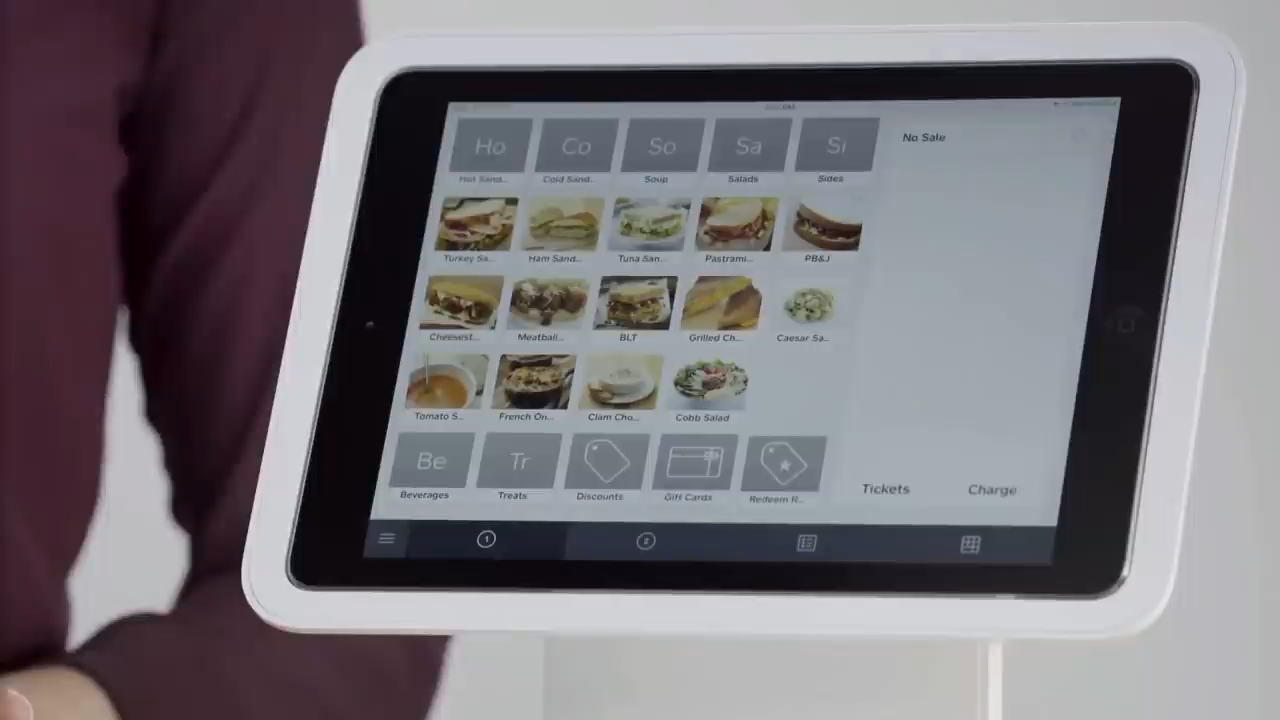 Ho Co So Sa Si
Hot Sand... Cold Sand... Soup Salads Sides
No Sale
Turkey Sa... Ham Sand... Tuna San... Pastrami... PB&J
Cheesest... Meatball... BLT Grilled Ch... Caesar Sa...
Tomato S... French On... Clam Cho... Cobb Salad
Be Tr
Beverages Treats Discounts Gift Cards Redeem R...
Tickets Charge
1 2